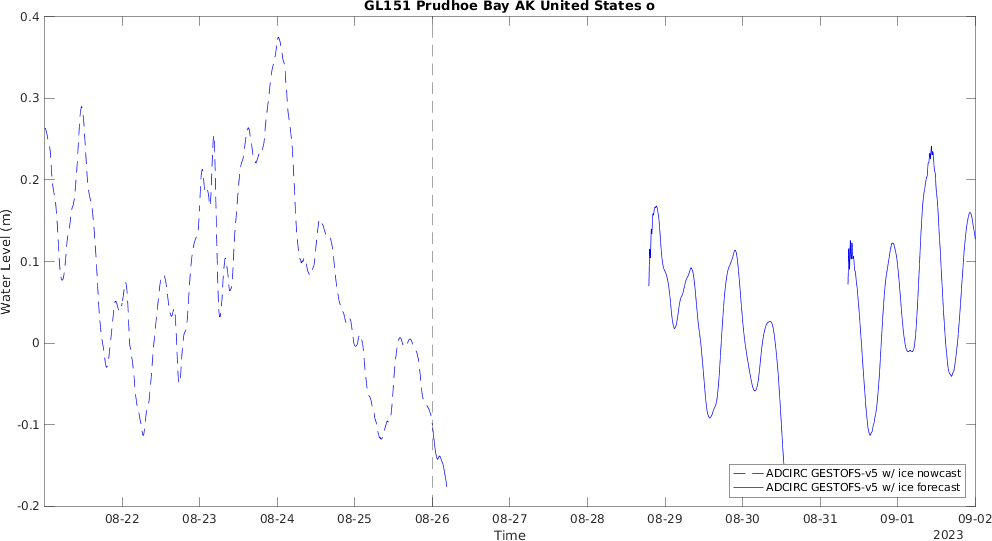 GL151 Prudhoe Bay AK United States o
Water Level (m)
0.4
0.3
0.2
0.1
0
-0.1
-0.2
ADCIRC GESTOFS-v5 w/ ice nowcast
ADCIRC GESTOFS-v5 w/ ice forecast
08-22 08-23 08-24 08-25 08-26 08-27 08-28 08-29 08-30 08-31 09-01 09-02
Time
2023